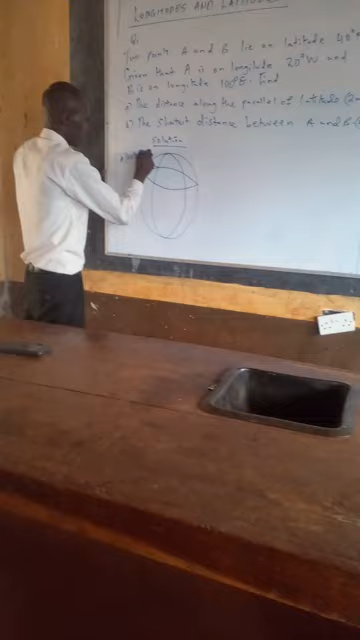 LONGITUDES AND LATITUDES
Q.
Two points A and B lie on latitude 40°
Given that A is on longitude 20°W and
B is on longitude 100°E. Find
a) The distance along the parallel of latitude (2n
b) The shortest distance between A and B
Solution